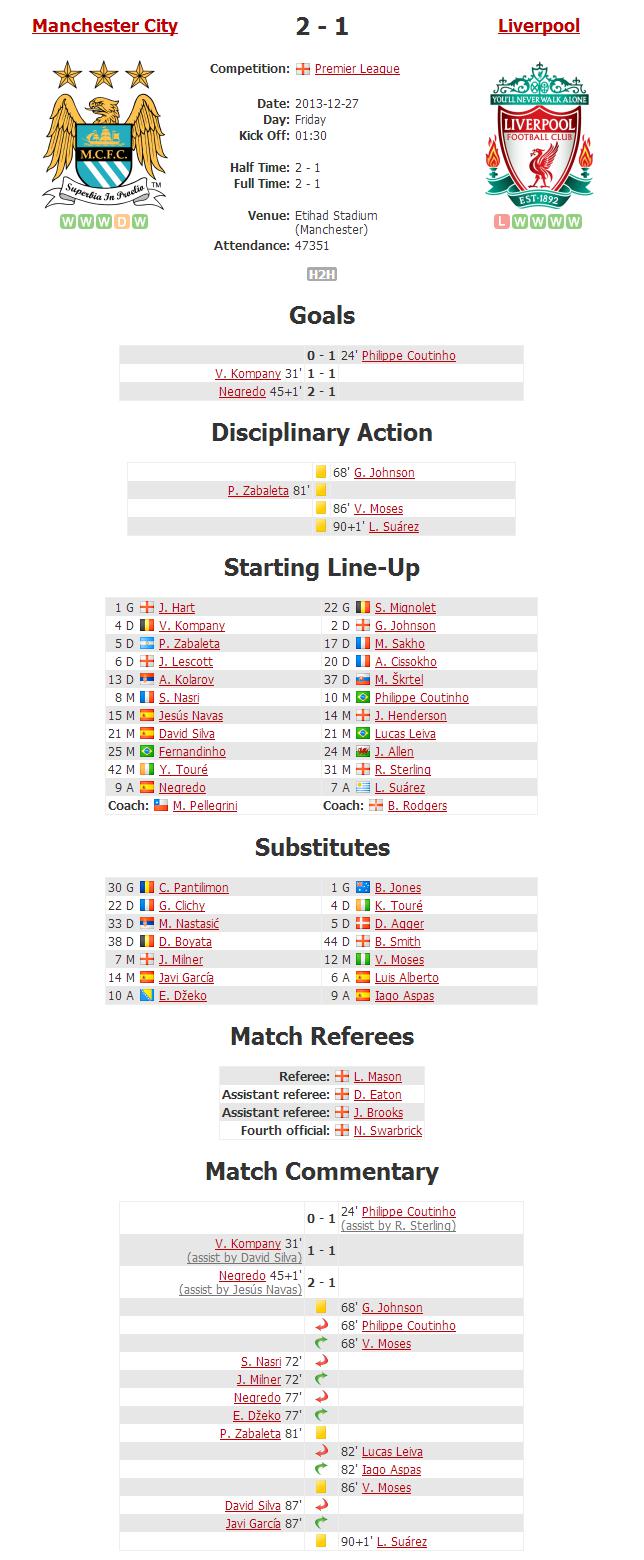 Manchester City 2 - 1 Liverpool
Competition: Premier League
Date: 2013-12-27
Day: Friday
Kick Off: 01:30
Half Time: 2 - 1
Full Time: 2 - 1
Venue: Etihad Stadium
(Manchester)
Attendance: 47351
M.C.F.C.
Superbia In Proelio
TM
W W W D W
YOU'LL NEVER WALK ALONE
LIVERPOOL
FOOTBALL CLUB
EST·1892
L W W W W
H2H
Goals
0 - 1 24' Philippe Coutinho
V. Kompany 31' 1 - 1
Negredo 45+1' 2 - 1
Disciplinary Action
68' G. Johnson
P. Zabaleta 81'
86' V. Moses
90+1' L. Suárez
Starting Line-Up
1 G J. Hart 22 G S. Mignolet
4 D V. Kompany 2 D G. Johnson
5 D P. Zabaleta 17 D M. Sakho
6 D J. Lescott 20 D A. Cissokho
13 D A. Kolarov 37 D M. Škrtel
8 M S. Nasri 10 M Philippe Coutinho
15 M Jesús Navas 14 M J. Henderson
21 M David Silva 21 M Lucas Leiva
25 M Fernandinho 24 M J. Allen
42 M Y. Touré 31 M R. Sterling
9 A Negredo 7 A L. Suárez
Coach: M. Pellegrini Coach: B. Rodgers
Substitutes
30 G C. Pantilimon 1 G B. Jones
22 D G. Clichy 4 D K. Touré
33 D M. Nastasić 5 D D. Agger
38 D D. Boyata 44 D B. Smith
7 M J. Milner 12 M V. Moses
14 M Javi García 6 A Luis Alberto
10 A E. Džeko 9 A Iago Aspas
Match Referees
Referee: L. Mason
Assistant referee: D. Eaton
Assistant referee: J. Brooks
Fourth official: N. Swarbrick
Match Commentary
0 - 1 24' Philippe Coutinho
(assist by R. Sterling)
V. Kompany 31' 1 - 1
(assist by David Silva)
Negredo 45+1' 2 - 1
(assist by Jesús Navas)
68' G. Johnson
68' Philippe Coutinho
68' V. Moses
S. Nasri 72'
J. Milner 72'
Negredo 77'
E. Džeko 77'
P. Zabaleta 81'
82' Lucas Leiva
82' Iago Aspas
86' V. Moses
David Silva 87'
Javi García 87'
90+1' L. Suárez